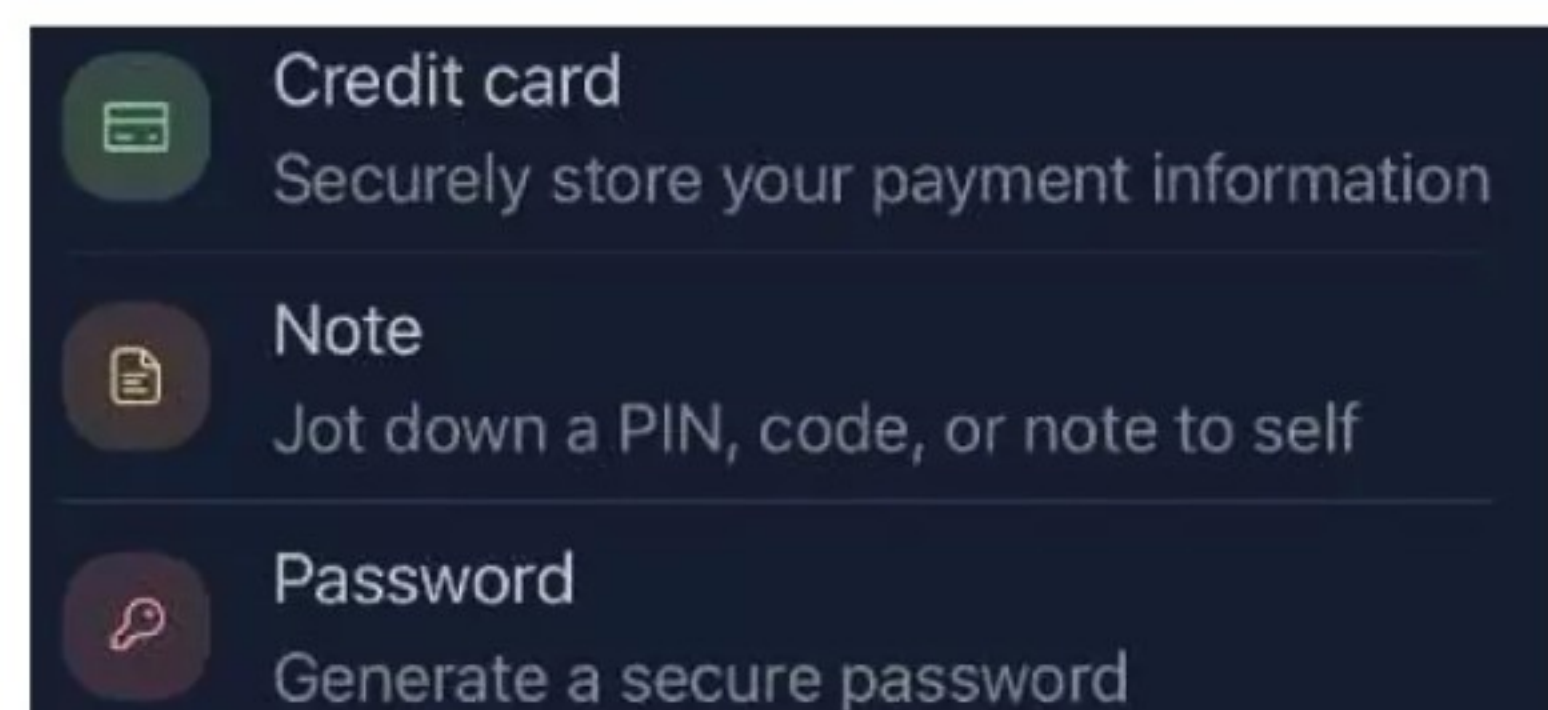 Credit card
Securely store your payment information
Note
Jot down a PIN, code, or note to self
Password
Generate a secure password